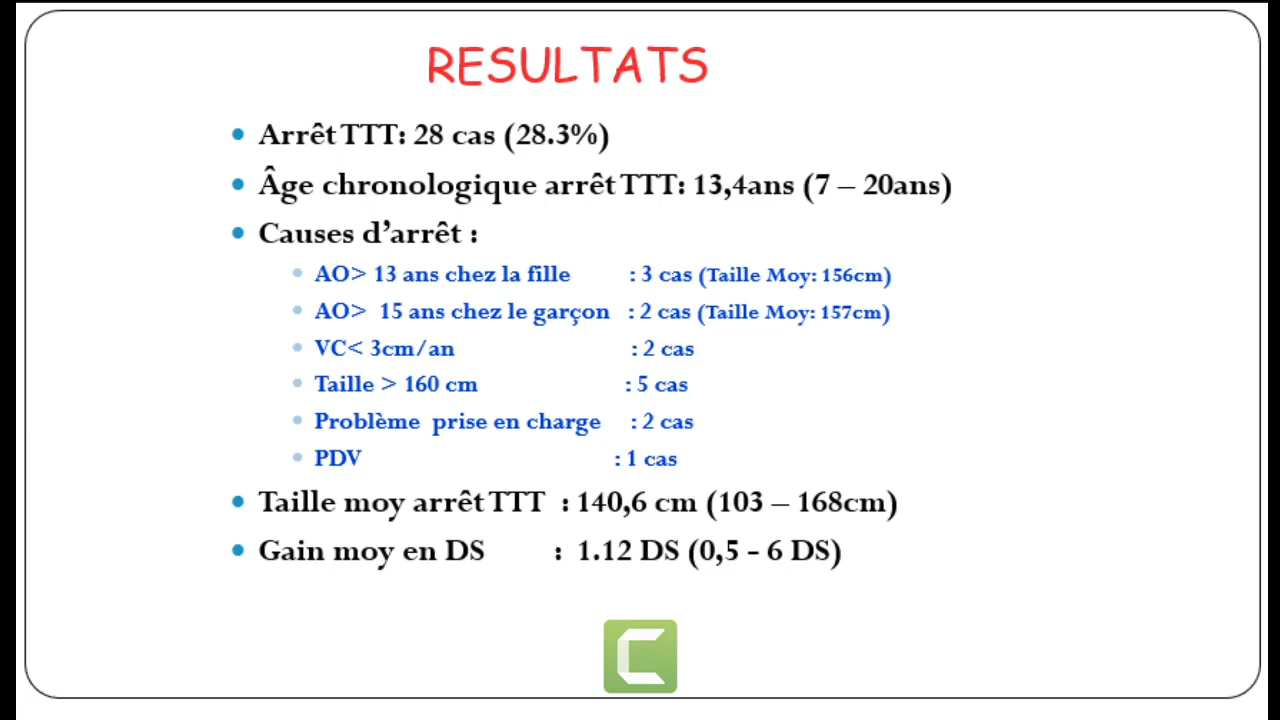 RESULTATS
Arrêt TTT: 28 cas (28.3%)
Âge chronologique arrêt TTT: 13,4ans (7 – 20ans)
Causes d’arrêt :
AO> 13 ans chez la fille : 3 cas (Taille Moy: 156cm)
AO> 15 ans chez le garçon : 2 cas (Taille Moy: 157cm)
VC< 3cm/an : 2 cas
Taille > 160 cm : 5 cas
Problème prise en charge : 2 cas
PDV : 1 cas
Taille moy arrêt TTT : 140,6 cm (103 – 168cm)
Gain moy en DS : 1.12 DS (0,5 - 6 DS)